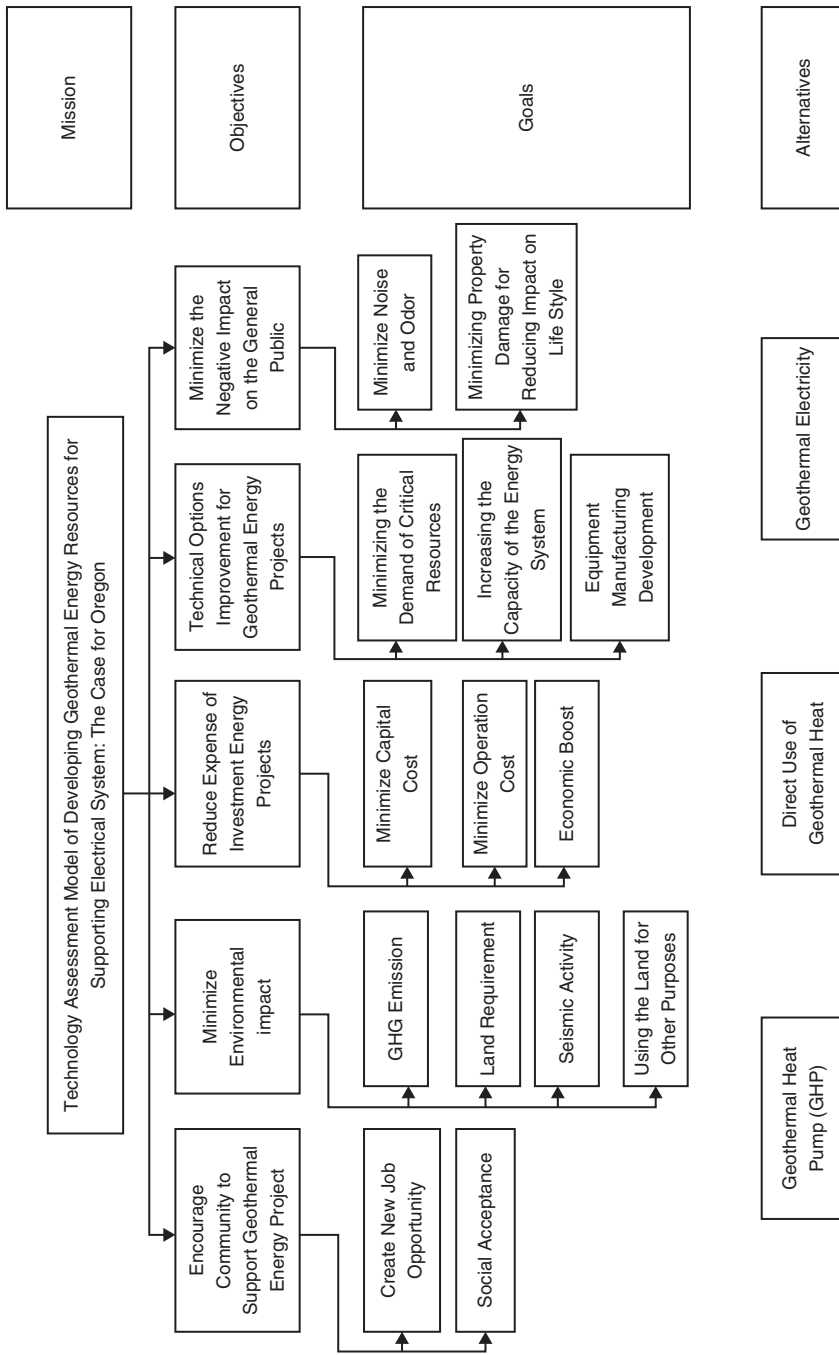 Technology Assessment Model of Developing Geothermal Energy Resources for
Supporting Electrical System: The Case for Oregon
Mission
Encourage
Community to
Support Geothermal
Energy Project
Minimize
Environmental
impact
Reduce Expense of
Investment Energy
Projects
Technical Options
Improvement for
Geothermal Energy
Projects
Minimize the
Negative Impact
on the General
Public
Objectives
Create New Job
Opportunity
Social Acceptance
GHG Emission
Land Requirement
Seismic Activity
Using the Land for
Other Purposes
Minimize Capital
Cost
Minimize Operation
Cost
Economic Boost
Minimizing the
Demand of Critical
Resources
Increasing the
Capacity of the Energy
System
Equipment
Manufacturing
Development
Minimize Noise
and Odor
Minimizing Property
Damage for
Reducing Impact on
Life Style
Goals
Geothermal Heat
Pump (GHP)
Direct Use of
Geothermal Heat
Geothermal Electricity
Alternatives